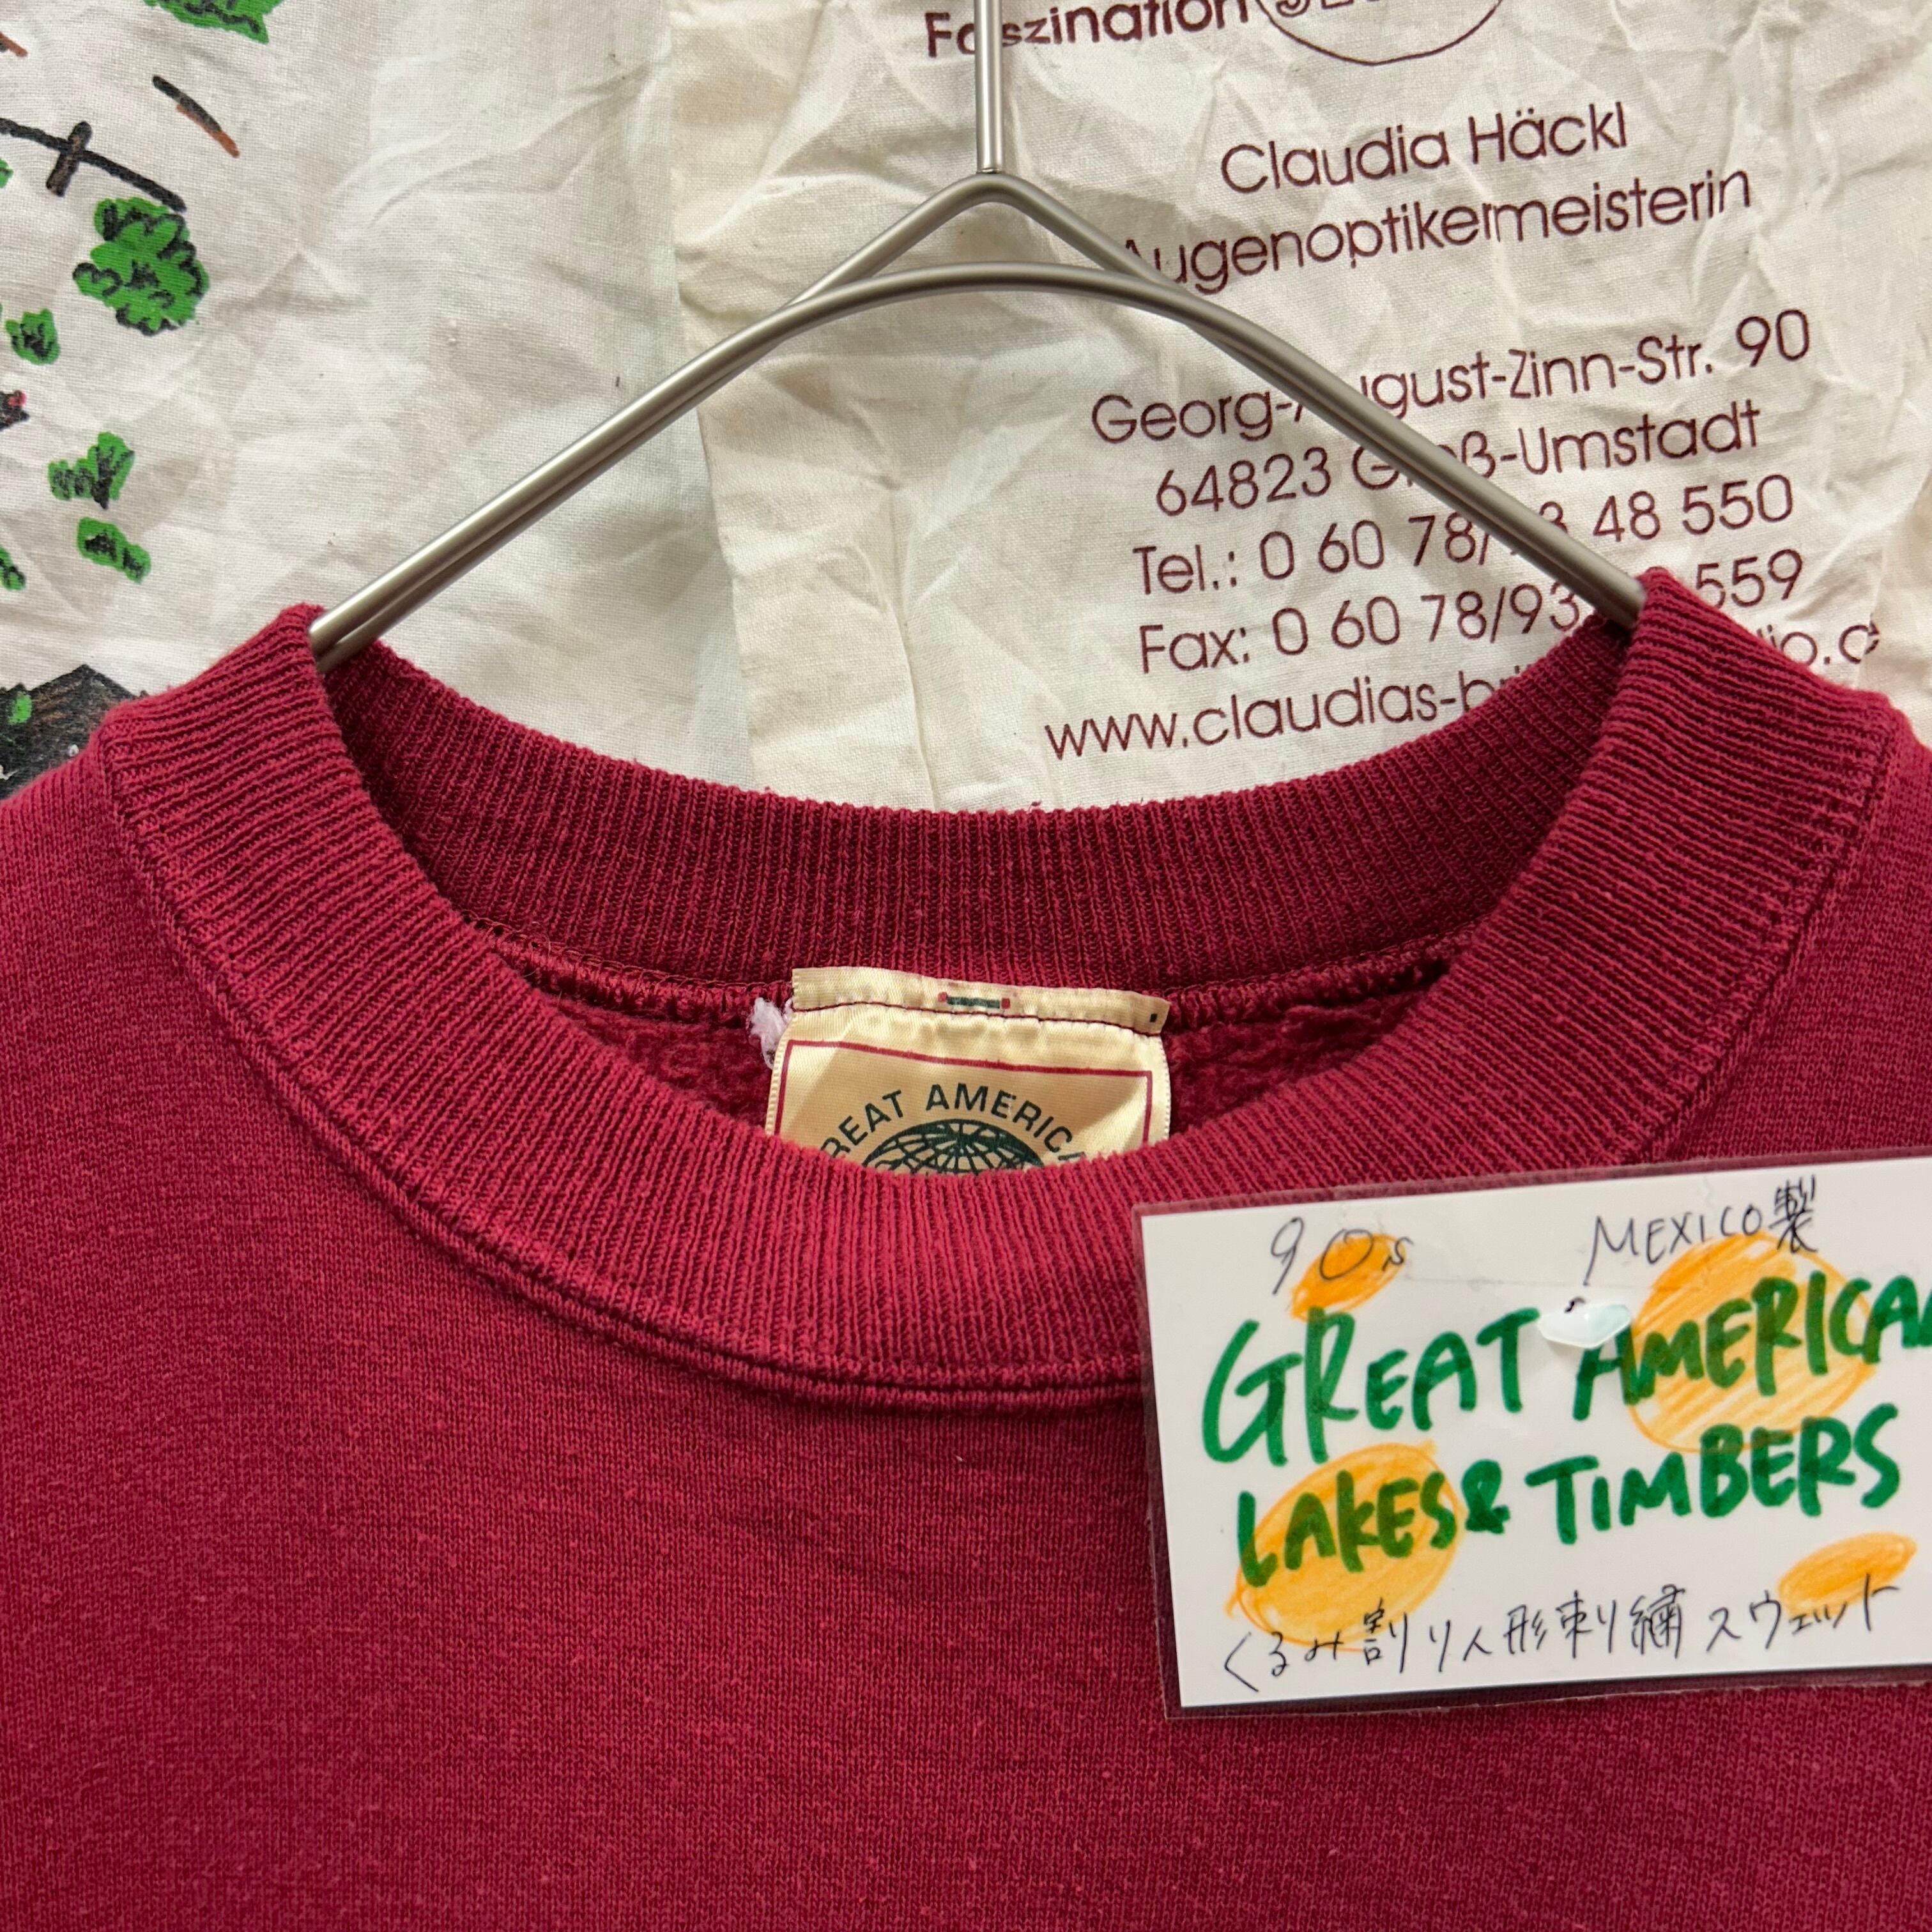 Faszination
Claudia Häckl
Augenoptikermeisterin
Georg-August-Zinn-Str. 90
64823 Groß-Umstadt
Tel.: 0 60 78/ 3 48 550
Fax: 0 60 78/93 559
www.claudias-b
GREAT AMERICA
90s MEXICO製
GREAT AMERICAN
LAKES & TIMBERS
くるみ割り人形刺繍スウェット